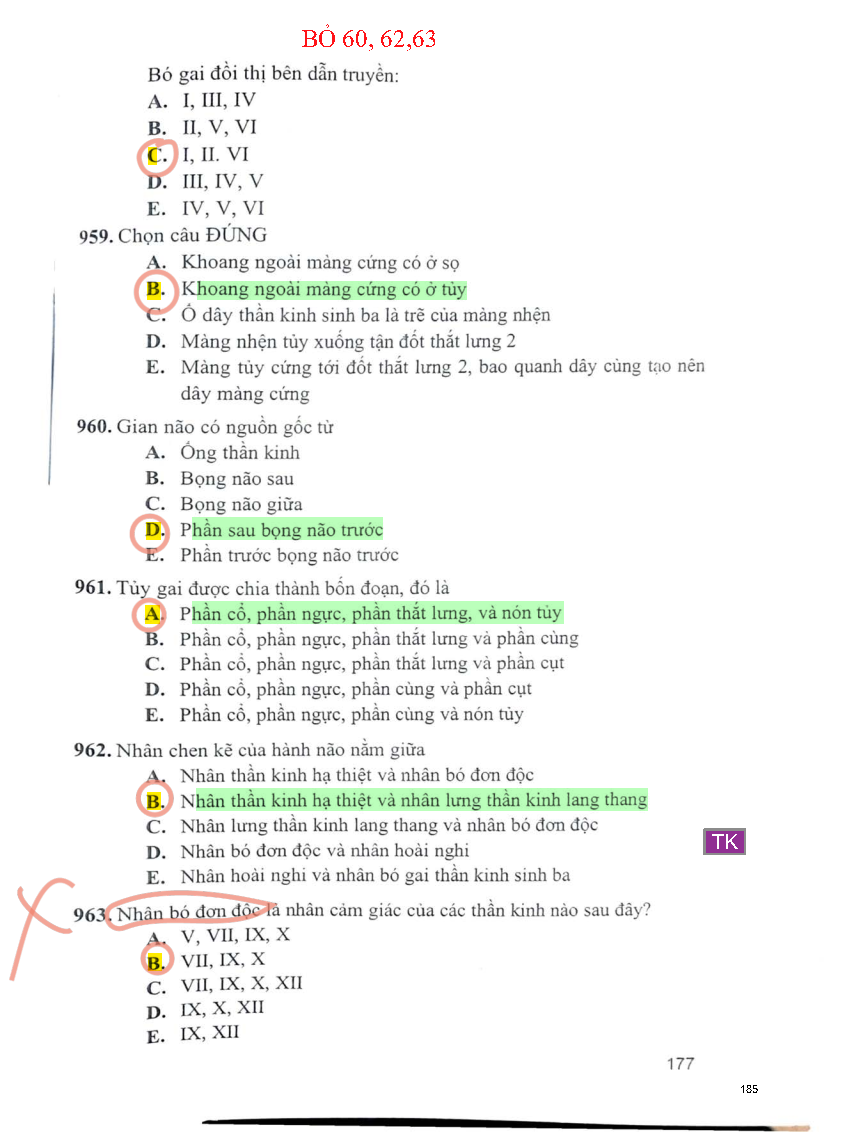 BỎ 60, 62,63
Bó gai đồi thị bên dẫn truyền:
A. I, III, IV
B. II, V, VI
C. I, II. VI
D. III, IV, V
E. IV, V, VI
959. Chọn câu ĐÚNG
A. Khoang ngoài màng cứng có ở sọ
B. Khoang ngoài màng cứng có ở tủy
C. Ổ dây thần kinh sinh ba là trẽ của màng nhện
D. Màng nhện tủy xuống tận đốt thắt lưng 2
E. Màng tủy cứng tới đốt thắt lưng 2, bao quanh dây cùng tạo nên
dây màng cứng
960. Gian não có nguồn gốc từ
A. Ống thần kinh
B. Bọng não sau
C. Bọng não giữa
D. Phần sau bọng não trước
E. Phần trước bọng não trước
961. Tủy gai được chia thành bốn đoạn, đó là
A. Phần cổ, phần ngực, phần thắt lưng, và nón tủy
B. Phần cổ, phần ngực, phần thắt lưng và phần cùng
C. Phần cổ, phần ngực, phần thắt lưng và phần cụt
D. Phần cổ, phần ngực, phần cùng và phần cụt
E. Phần cổ, phần ngực, phần cùng và nón tủy
962. Nhân chen kẽ của hành não nằm giữa
A. Nhân thần kinh hạ thiệt và nhân bó đơn độc
B. Nhân thần kinh hạ thiệt và nhân lưng thần kinh lang thang
C. Nhân lưng thần kinh lang thang và nhân bó đơn độc
TK
D. Nhân bó đơn độc và nhân hoài nghi
E. Nhân hoài nghi và nhân bó gai thần kinh sinh ba
963. Nhân bó đơn độc là nhân cảm giác của các thần kinh nào sau đây?
A. V, VII, IX, X
B. VII, IX, X
C. VII, IX, X, XII
D. IX, X, XII
E. IX, XII
177
185